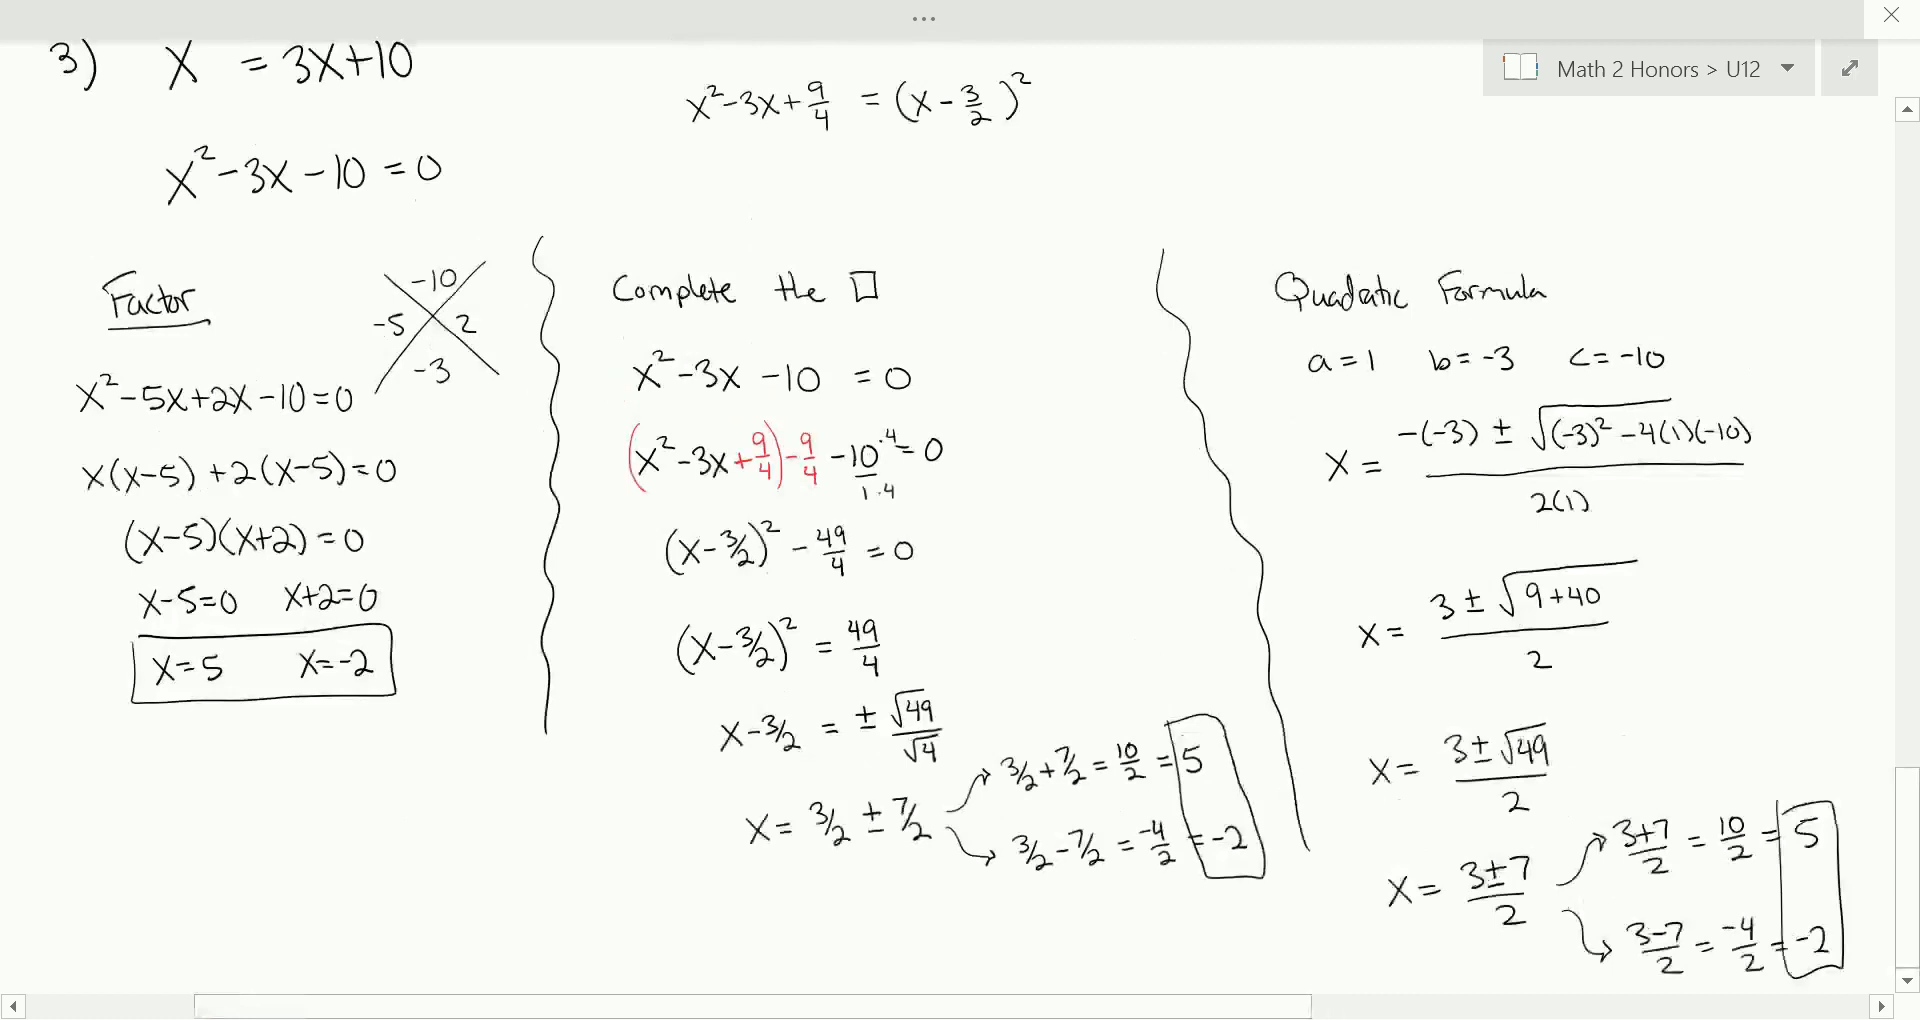 ...
Math 2 Honors > U12
3) x = 3x+10
x²-3x+9/4 = (x-3/2)²
x²-3x-10=0
Factor
-10
-5 2
-3
x²-5x+2x-10=0
x(x-5)+2(x-5)=0
(x-5)(x+2)=0
x-5=0 x+2=0
x=5 x=-2
Complete the □
x²-3x-10 =0
(x²-3x+9/4)-9/4-10·4/1·4=0
(x-3/2)²-49/4=0
(x-3/2)²=49/4
x-3/2=±√49/√4
x=3/2±7/2
3/2+7/2=10/2=5
3/2-7/2=-4/2=-2
Quadratic Formula
a=1 b=-3 c=-10
x=-(-3)±√(-3)²-4(1)(-10)/2(1)
x=3±√9+40/2
x=3±√49/2
x=3±7/2
3+7/2=10/2=5
3-7/2=-4/2=-2